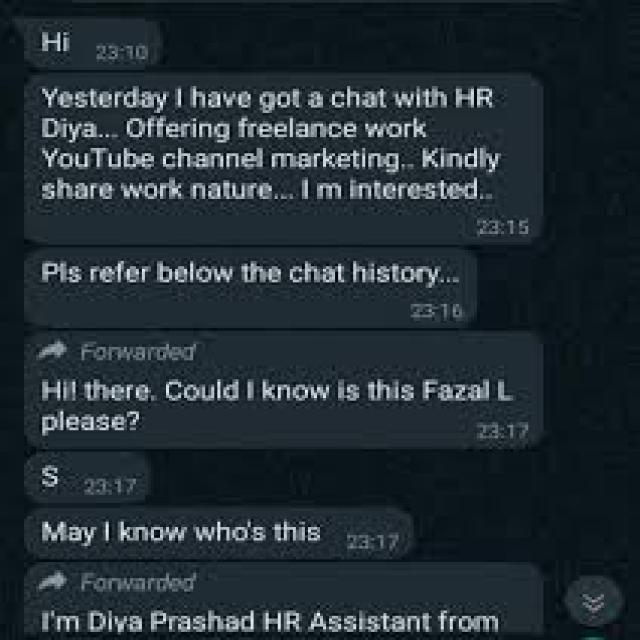 Hi 23:10
Yesterday I have got a chat with HR
Diya... Offering freelance work
YouTube channel marketing.. Kindly
share work nature... I m interested..
23:15
Pls refer below the chat history...
23:16
Forwarded
Hi! there. Could I know is this Fazal L
please?
23:17
S 23:17
May I know who's this 23:17
Forwarded
I'm Diya Prashad HR Assistant from